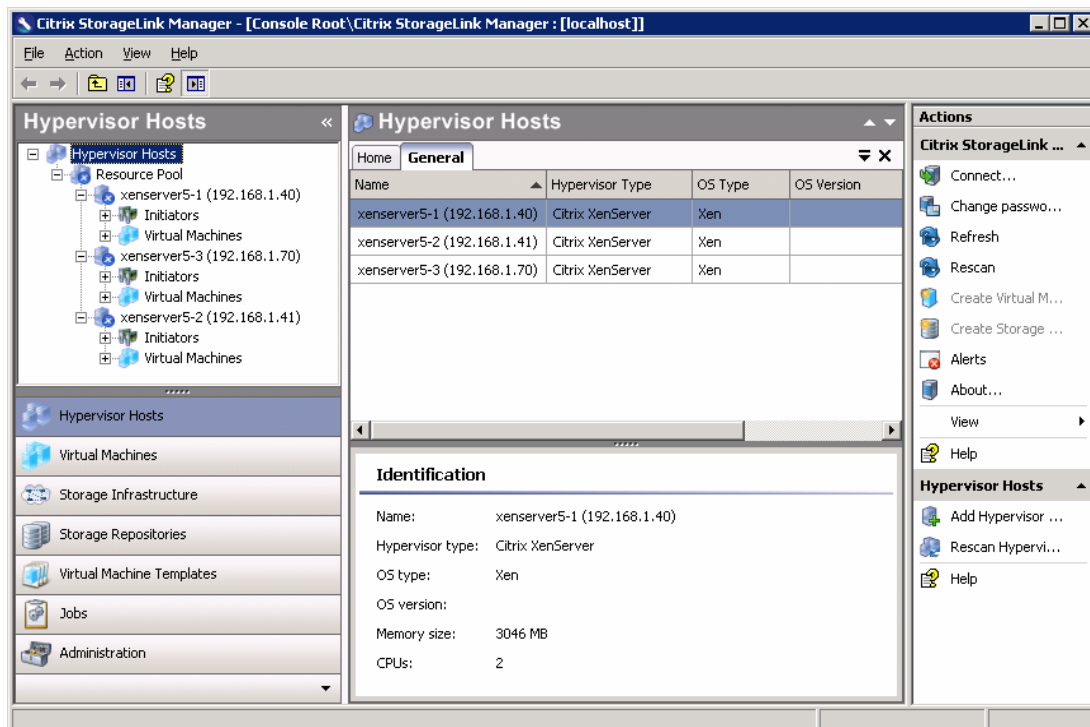 Citrix StorageLink Manager - [Console Root\Citrix StorageLink Manager : [localhost]]
File Action View Help
Hypervisor Hosts
Hypervisor Hosts
Resource Pool
xenserver5-1 (192.168.1.40)
Initiators
Virtual Machines
xenserver5-3 (192.168.1.70)
Initiators
Virtual Machines
xenserver5-2 (192.168.1.41)
Initiators
Virtual Machines
Hypervisor Hosts
Virtual Machines
Storage Infrastructure
Storage Repositories
Virtual Machine Templates
Jobs
Administration
Hypervisor Hosts
Home General
Name Hypervisor Type OS Type OS Version
xenserver5-1 (192.168.1.40) Citrix XenServer Xen
xenserver5-2 (192.168.1.41) Citrix XenServer Xen
xenserver5-3 (192.168.1.70) Citrix XenServer Xen
Identification
Name: xenserver5-1 (192.168.1.40)
Hypervisor type: Citrix XenServer
OS type: Xen
OS version:
Memory size: 3046 MB
CPUs: 2
Actions
Citrix StorageLink ...
Connect...
Change passwo...
Refresh
Rescan
Create Virtual M...
Create Storage ...
Alerts
About...
View
Help
Hypervisor Hosts
Add Hypervisor ...
Rescan Hypervi...
Help